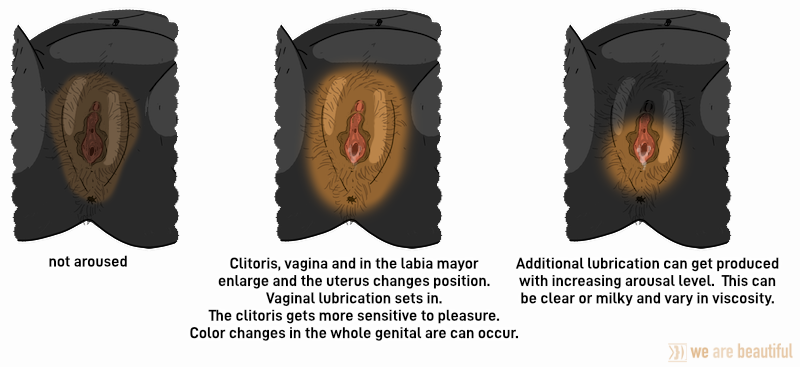 not aroused
Clitoris, vagina and in the labia mayor
enlarge and the uterus changes position.
Vaginal lubrication sets in.
The clitoris gets more sensitive to pleasure.
Color changes in the whole genital are can occur.
Additional lubrication can get produced
with increasing arousal level. This can
be clear or milky and vary in viscosity.
we are beautiful